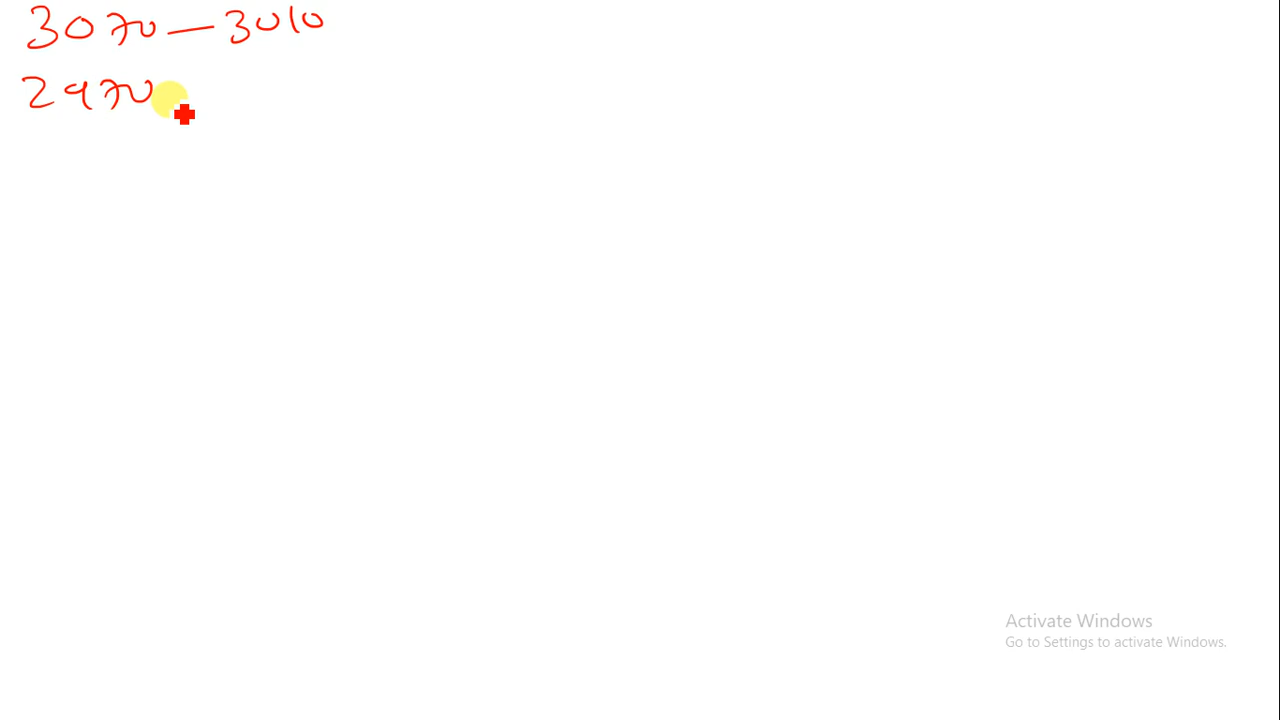 3070 — 3010
2970
Activate Windows
Go to Settings to activate Windows.